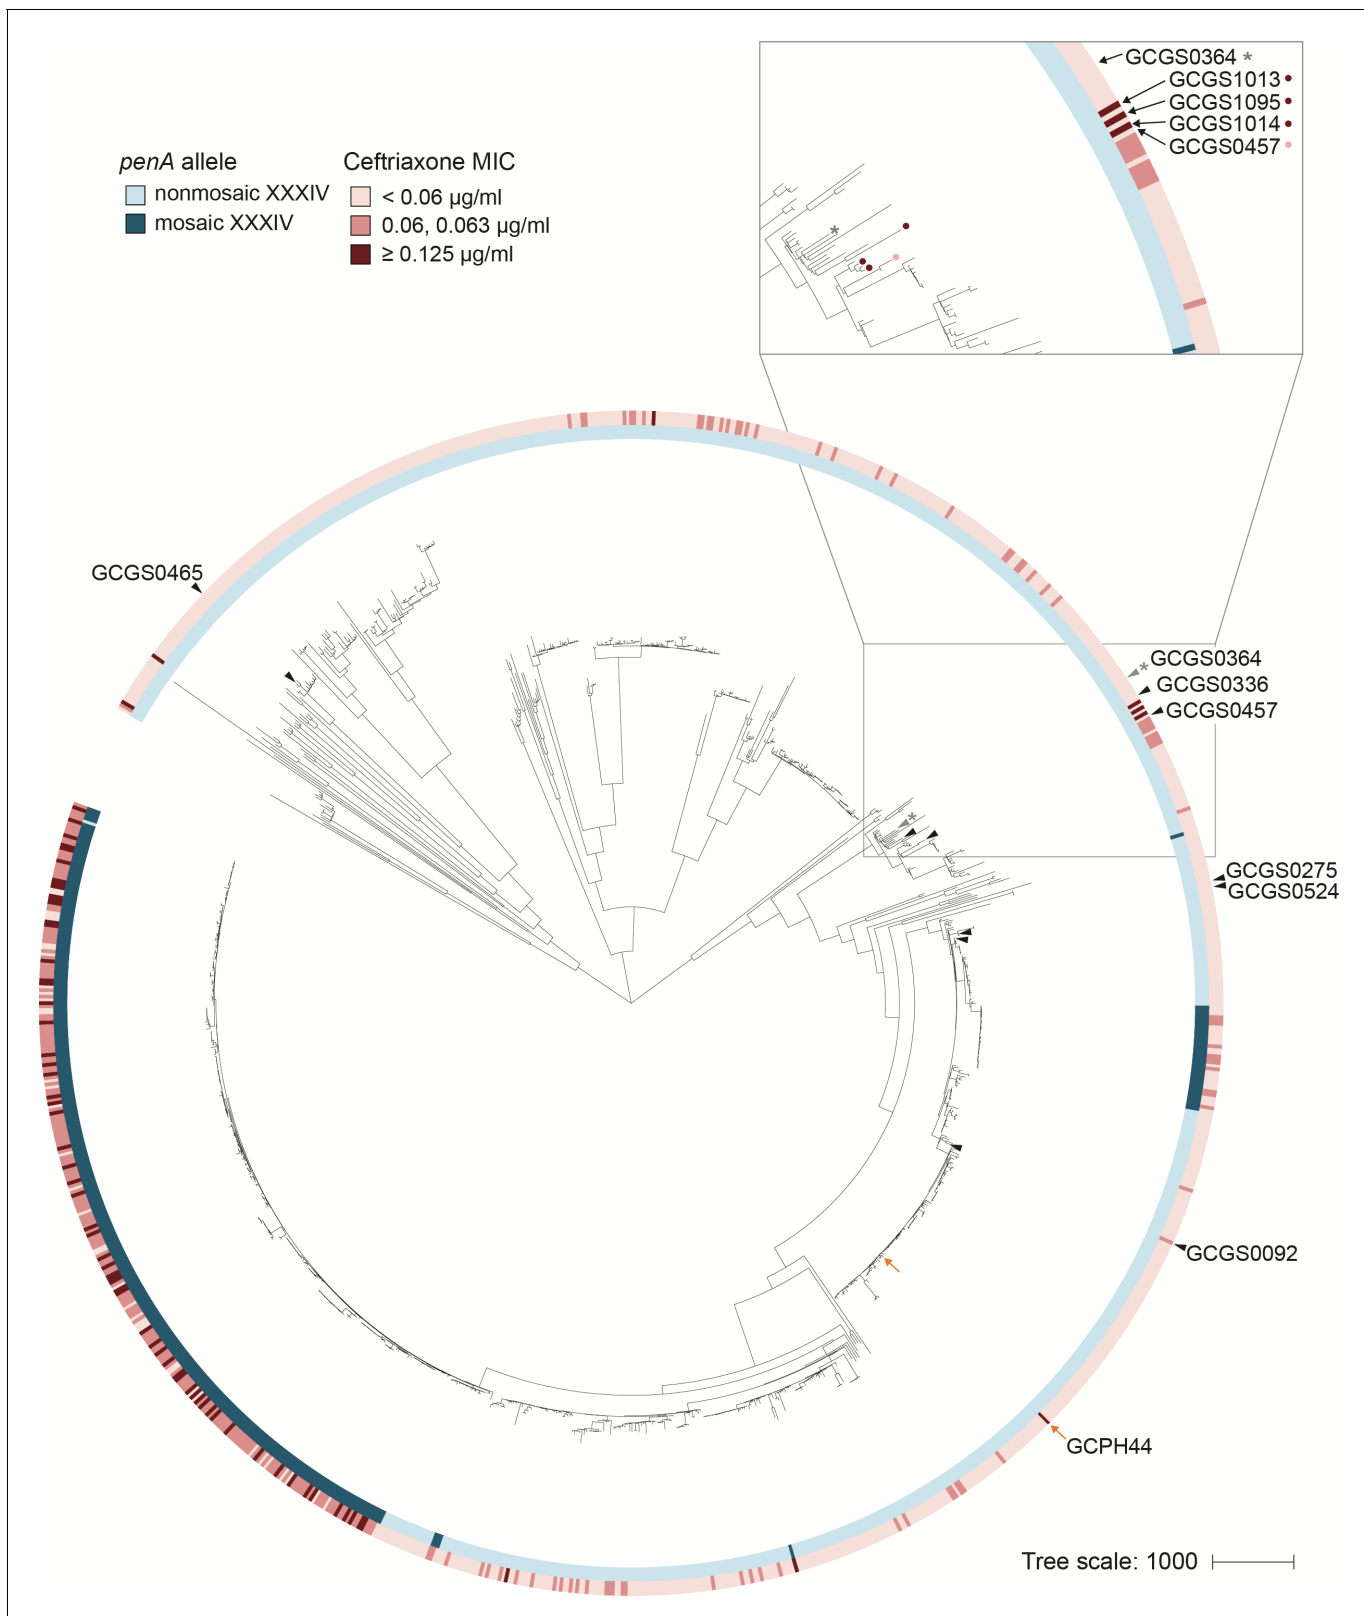 GCGS0364 *
GCGS1013
GCGS1095
GCGS1014
GCGS0457
penA allele
nonmosaic XXXIV
mosaic XXXIV
Ceftriaxone MIC
< 0.06 µg/ml
0.06, 0.063 µg/ml
≥ 0.125 µg/ml
*
GCGS0465
* GCGS0364
GCGS0336
GCGS0457
*
GCGS0275
GCGS0524
GCGS0092
GCPH44
Tree scale: 1000